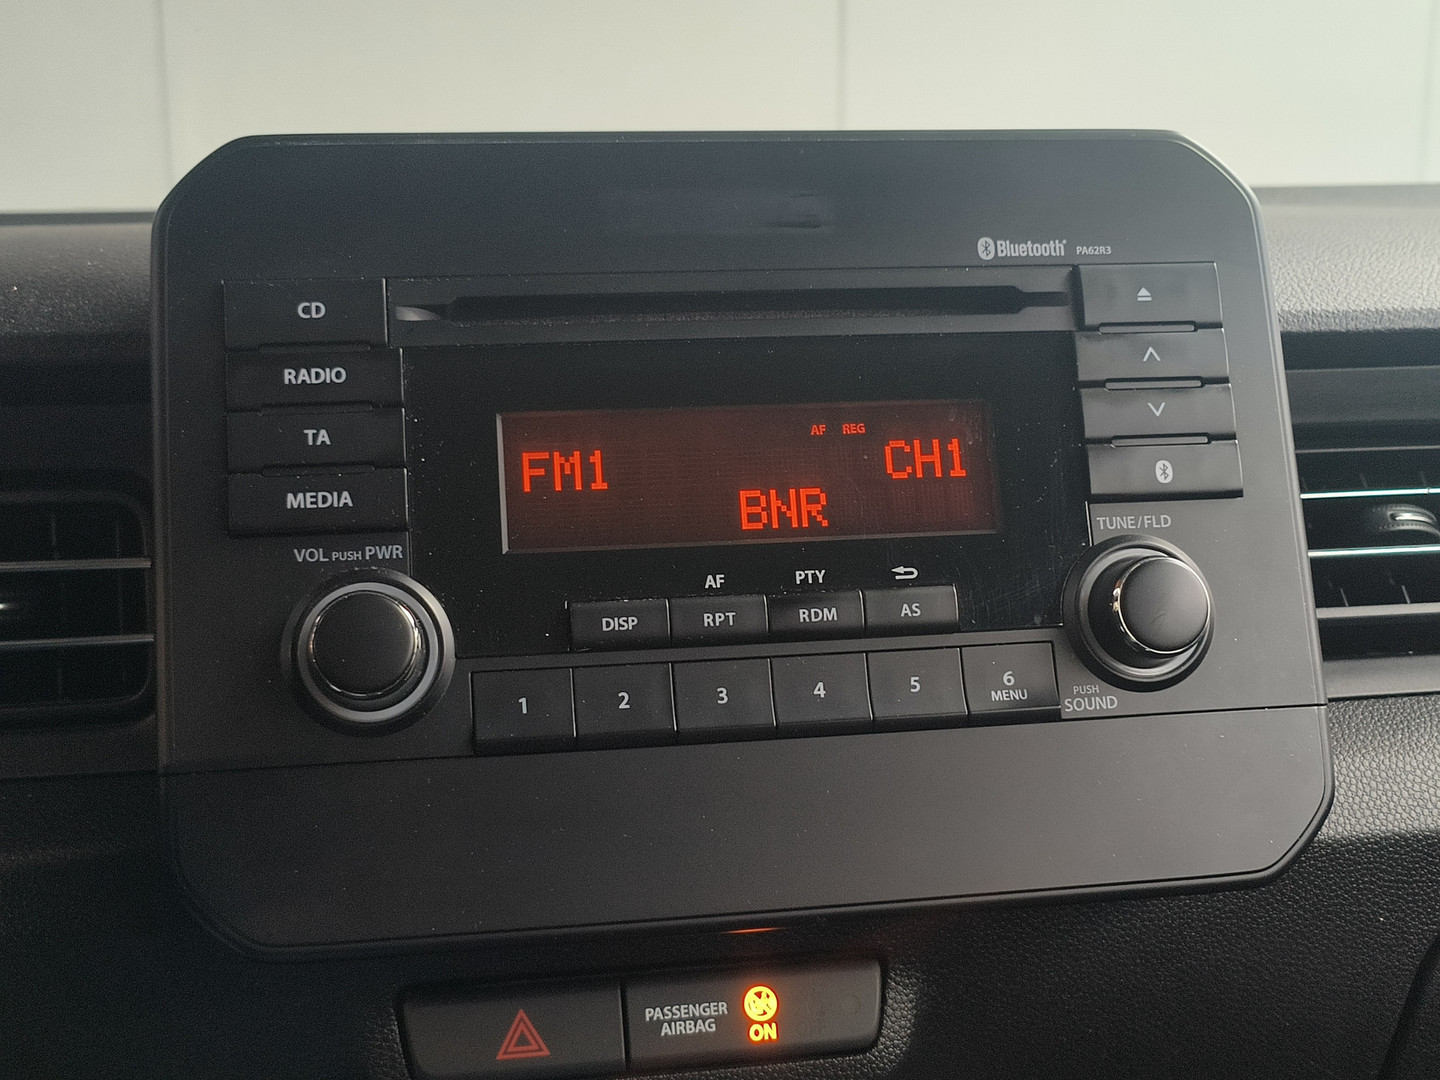 Bluetooth® PA62R3
CD
RADIO
TA
MEDIA
AF REG
FM1 CH1
BNR
VOL PUSH PWR
TUNE/FLD
AF PTY
DISP RPT RDM AS
1 2 3 4 5 6
MENU
PUSH
SOUND
PASSENGER
AIRBAG
ON